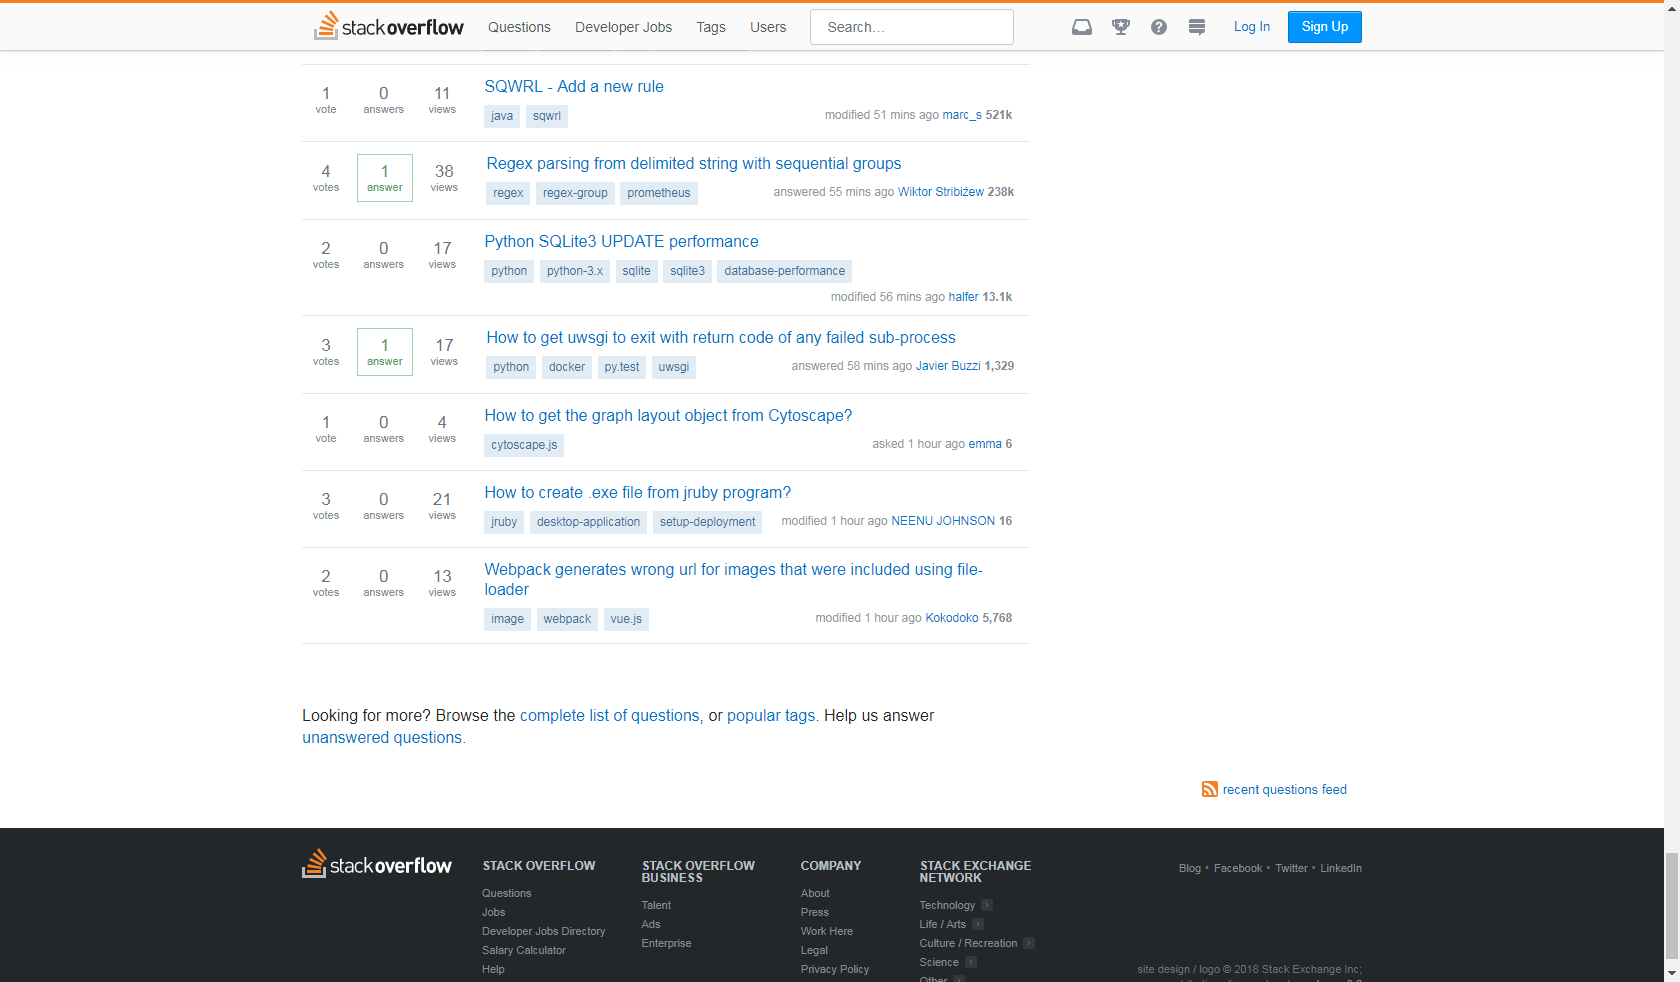 stackoverflow Questions Developer Jobs Tags Users Search... Log In Sign Up
SQWRL - Add a new rule
1 0 11
vote answers views
java sqwrl
modified 51 mins ago marc_s 521k
Regex parsing from delimited string with sequential groups
4 1 38
votes answer views
regex regex-group prometheus
answered 55 mins ago Wiktor Stribiżew 238k
Python SQLite3 UPDATE performance
2 0 17
votes answers views
python python-3.x sqlite sqlite3 database-performance
modified 56 mins ago halfer 13.1k
How to get uwsgi to exit with return code of any failed sub-process
3 1 17
votes answer views
python docker py.test uwsgi
answered 58 mins ago Javier Buzzi 1,329
How to get the graph layout object from Cytoscape?
1 0 4
vote answers views
cytoscape.js
asked 1 hour ago emma 6
How to create .exe file from jruby program?
3 0 21
votes answers views
jruby desktop-application setup-deployment
modified 1 hour ago NEENU JOHNSON 16
Webpack generates wrong url for images that were included using file-
loader
2 0 13
votes answers views
image webpack vue.js
modified 1 hour ago Kokodoko 5,768
Looking for more? Browse the complete list of questions, or popular tags. Help us answer
unanswered questions.
recent questions feed
stackoverflow
STACK OVERFLOW
Questions
Jobs
Developer Jobs Directory
Salary Calculator
Help
STACK OVERFLOW
BUSINESS
Talent
Ads
Enterprise
COMPANY
About
Press
Work Here
Legal
Privacy Policy
STACK EXCHANGE
NETWORK
Technology
Life / Arts
Culture / Recreation
Science
Other
Blog • Facebook • Twitter • LinkedIn
site design / logo © 2018 Stack Exchange Inc;